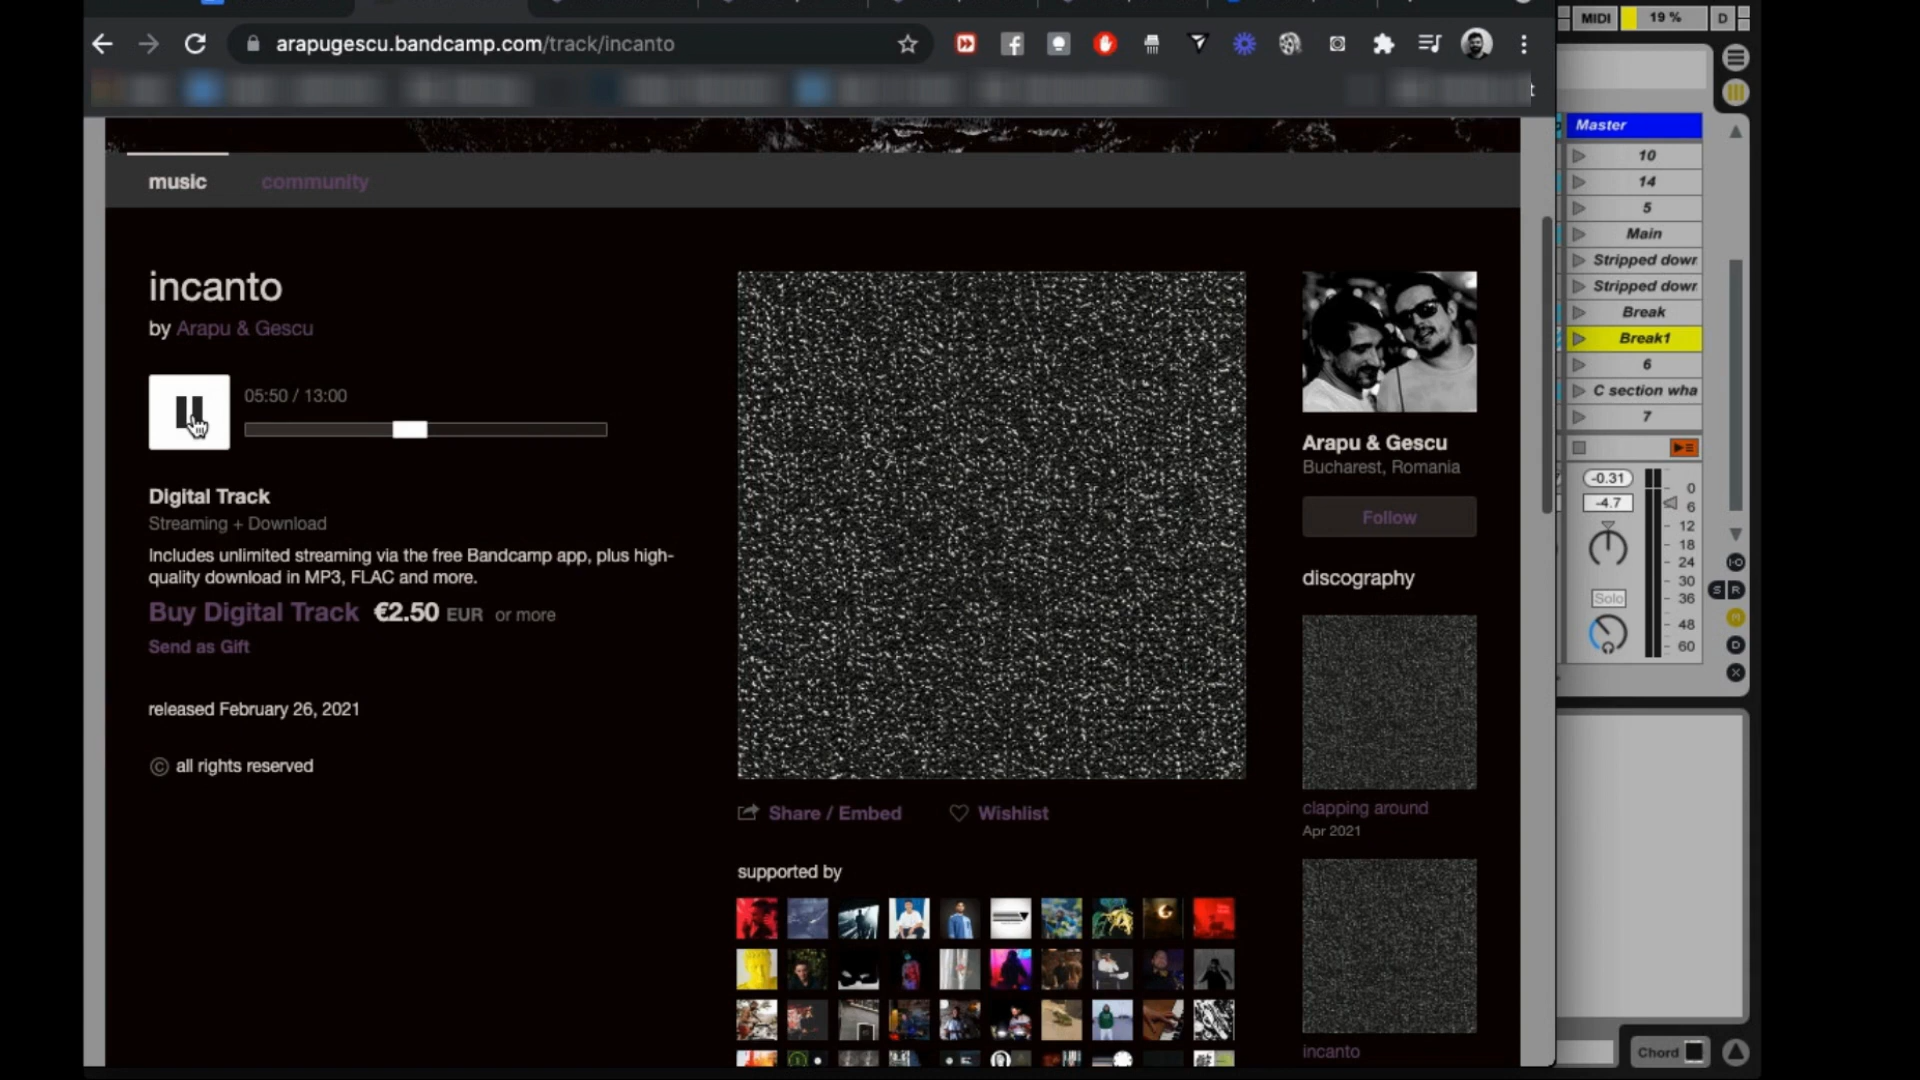 arapugescu.bandcamp.com/track/incanto
music
community
incanto
by Arapu & Gescu
05:50 / 13:00
Digital Track
Streaming + Download
Includes unlimited streaming via the free Bandcamp app, plus high-
quality download in MP3, FLAC and more.
Buy Digital Track €2.50 EUR or more
Send as Gift
released February 26, 2021
© all rights reserved
Share / Embed
Wishlist
supported by
Arapu & Gescu
Bucharest, Romania
Follow
discography
clapping around
Apr 2021
incanto
MIDI
19 %
D
Master
10
14
5
Main
Stripped down
Stripped down
Break
Break1
6
C section wha
7
-0.31
-4.7
0
6
12
18
24
30
36
48
60
Solo
I-O
S R
M
D
X
Chord